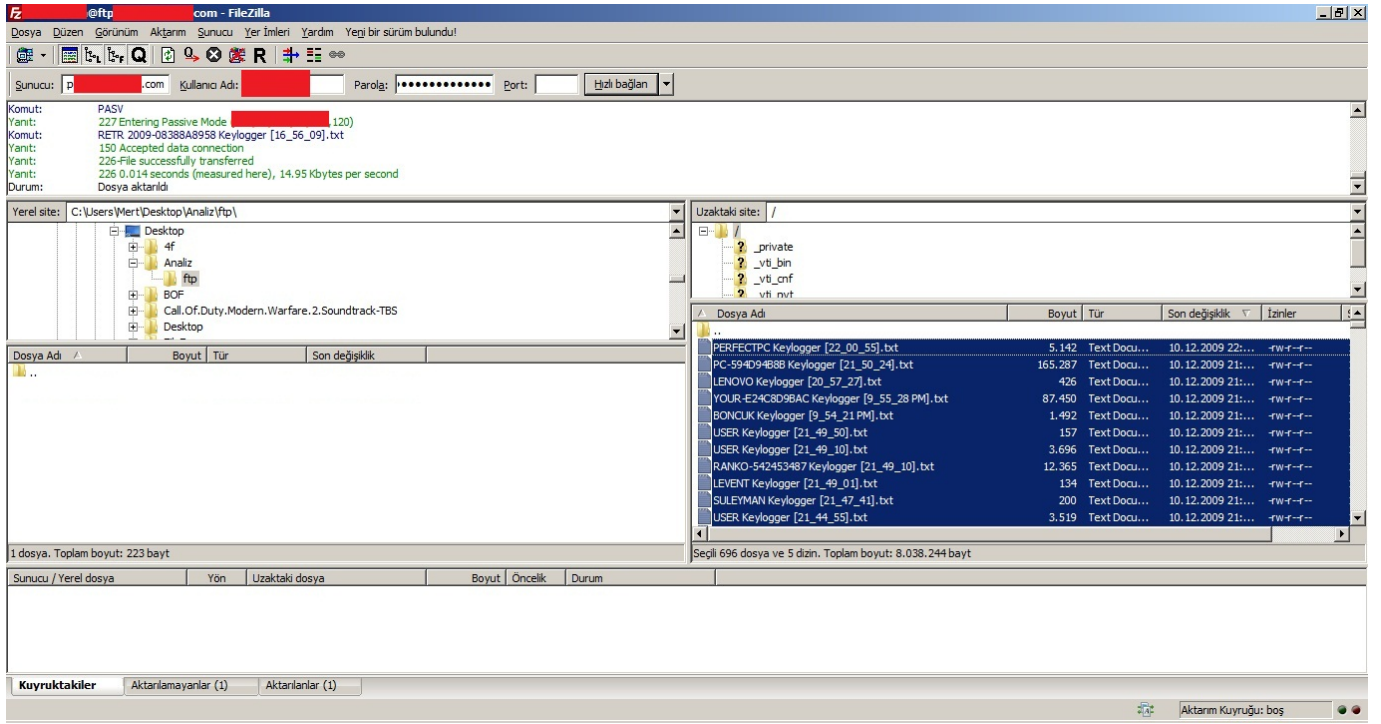 @ftp com - FileZilla
Dosya Düzen Görünüm Aktarım Sunucu Yer İmleri Yardım Yeni bir sürüm bulundu!
Sunucu: p .com Kullanıcı Adı: Parola: ●●●●●●●●●●●●●● Port: Hızlı bağlan
Komut: PASV
Yanıt: 227 Entering Passive Mode ,120)
Komut: RETR 2009-08388A8958 Keylogger [16_56_09].txt
Yanıt: 150 Accepted data connection
Yanıt: 226-File successfully transferred
Yanıt: 226 0.014 seconds (measured here), 14.95 Kbytes per second
Durum: Dosya aktarıldı
Yerel site: C:\Users\Mert\Desktop\Analiz\ftp\
Desktop
4f
Analiz
ftp
BOF
Call.Of.Duty.Modern.Warfare.2.Soundtrack-TBS
Desktop
Dosya Adı Boyut Tür Son değişiklik
..
1 dosya. Toplam boyut: 223 bayt
Uzaktaki site: /
/
_private
_vti_bin
_vti_cnf
_vti_pvt
Dosya Adı Boyut Tür Son değişiklik İzinler
..
PERFECTPC Keylogger [22_00_55].txt 5.142 Text Docu... 10.12.2009 22:... -rw-r--r--
PC-594D94B8B Keylogger [21_50_24].txt 165.287 Text Docu... 10.12.2009 21:... -rw-r--r--
LENOVO Keylogger [20_57_27].txt 426 Text Docu... 10.12.2009 21:... -rw-r--r--
YOUR-E24C8D9BAC Keylogger [9_55_28 PM].txt 87.450 Text Docu... 10.12.2009 21:... -rw-r--r--
BONCUK Keylogger [9_54_21 PM].txt 1.492 Text Docu... 10.12.2009 21:... -rw-r--r--
USER Keylogger [21_49_50].txt 157 Text Docu... 10.12.2009 21:... -rw-r--r--
USER Keylogger [21_49_10].txt 3.696 Text Docu... 10.12.2009 21:... -rw-r--r--
RANKO-542453487 Keylogger [21_49_10].txt 12.365 Text Docu... 10.12.2009 21:... -rw-r--r--
LEVENT Keylogger [21_49_01].txt 134 Text Docu... 10.12.2009 21:... -rw-r--r--
SULEYMAN Keylogger [21_47_41].txt 200 Text Docu... 10.12.2009 21:... -rw-r--r--
USER Keylogger [21_44_55].txt 3.519 Text Docu... 10.12.2009 21:... -rw-r--r--
Seçili 696 dosya ve 5 dizin. Toplam boyut: 8.038.244 bayt
Sunucu / Yerel dosya Yön Uzaktaki dosya Boyut Öncelik Durum
Kuyruktakiler Aktarılamayanlar (1) Aktarılanlar (1)
Aktarım Kuyruğu: boş